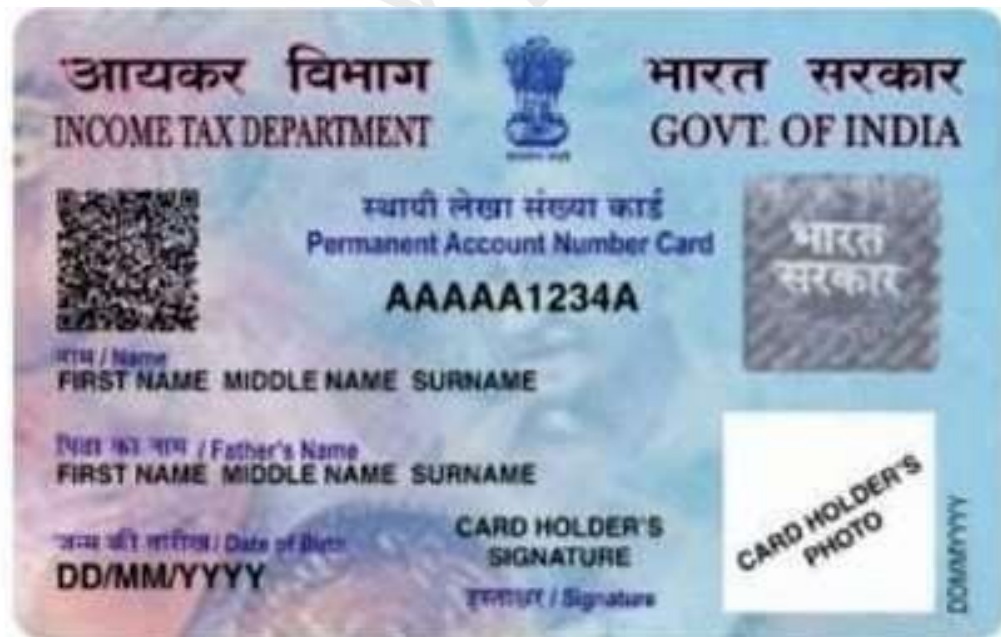 आयकर विभाग
INCOME TAX DEPARTMENT
भारत सरकार
GOVT. OF INDIA
स्थायी लेखा संख्या कार्ड
Permanent Account Number Card
AAAAA1234A
भारत
सरकार
नाम / Name
FIRST NAME MIDDLE NAME SURNAME
पिता का नाम / Father's Name
FIRST NAME MIDDLE NAME SURNAME
जन्म की तारीख / Date of Birth
DD/MM/YYYY
CARD HOLDER'S
SIGNATURE
हस्ताक्षर / Signature
CARD HOLDER'S
PHOTO
DDMMYYYY